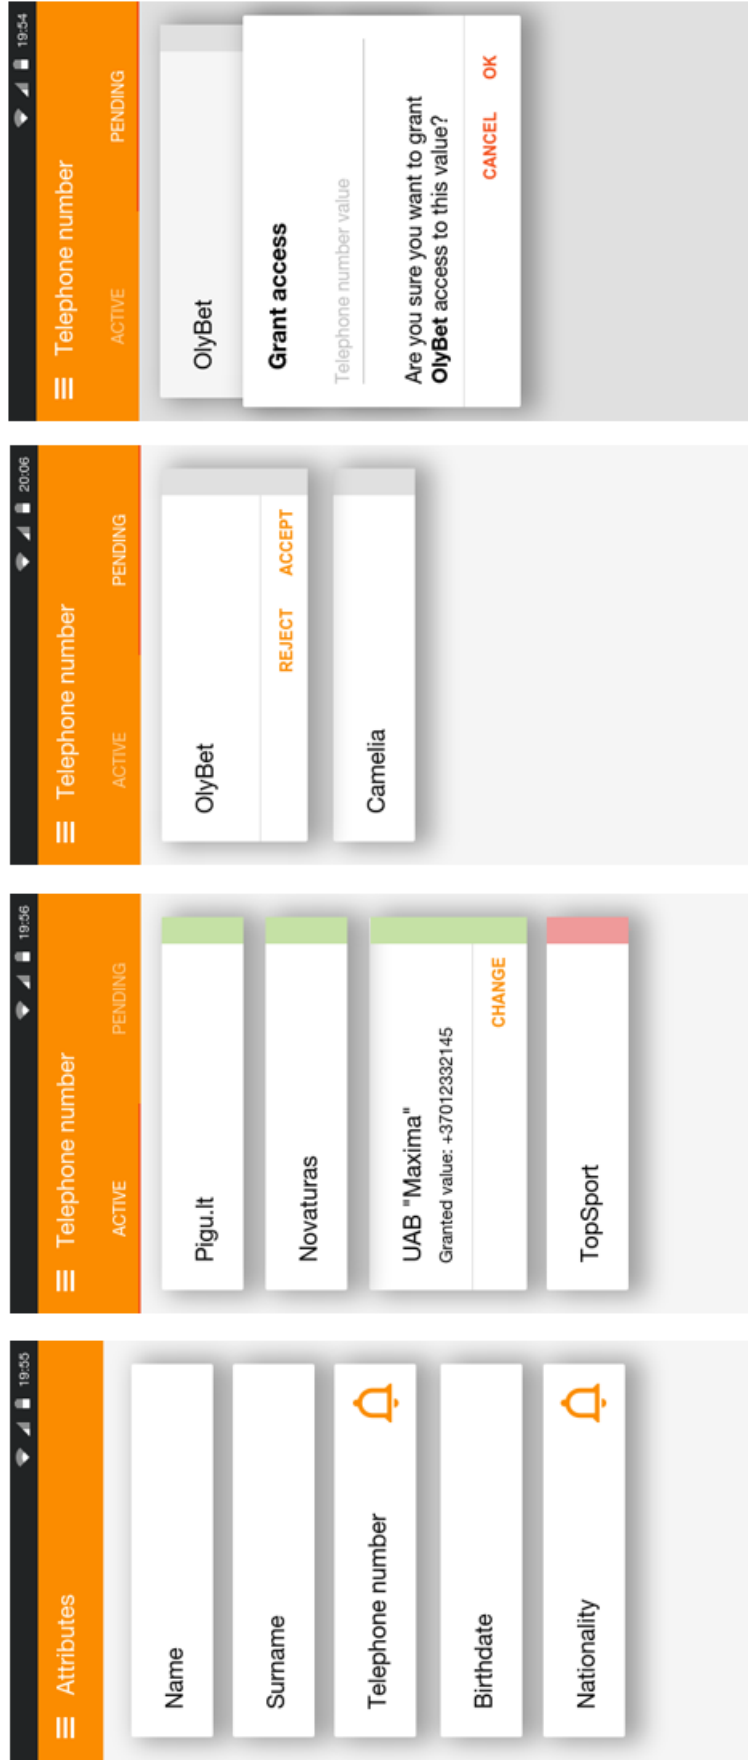 19:55
Attributes
Name
Surname
Telephone number
Birthdate
Nationality
19:56
Telephone number
ACTIVE PENDING
Pigu.lt
Novaturas
UAB "Maxima"
Granted value: +37012332145
CHANGE
TopSport
20:06
Telephone number
ACTIVE PENDING
OlyBet
REJECT ACCEPT
Camelia
19:54
Telephone number
ACTIVE PENDING
OlyBet
Grant access
Telephone number value
Are you sure you want to grant
OlyBet access to this value?
CANCEL OK